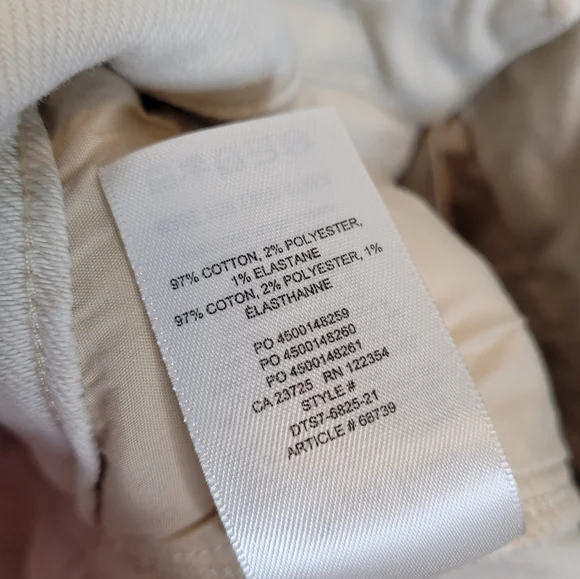 97% COTTON, 2% POLYESTER,
1% ELASTANE
97% COTON, 2% POLYESTER, 1%
ÉLASTHANNE
PO 4500148259
PO 4500148260
PO 4500148261
CA 23725 RN 122354
STYLE #
DTS7-6825-21
ARTICLE # 68739